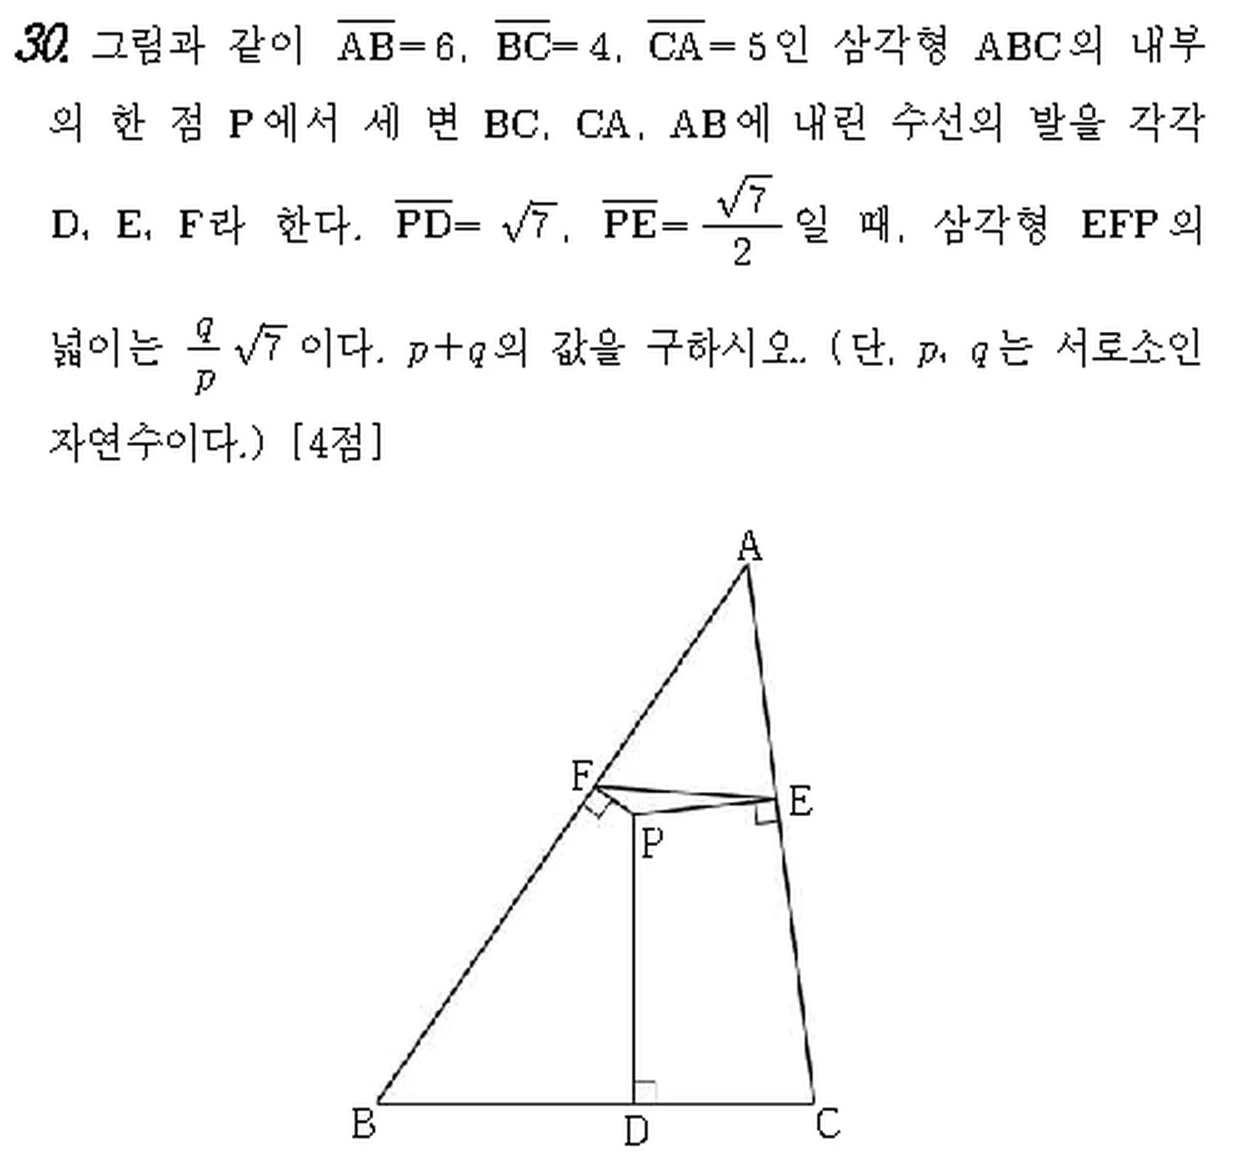 30. 그림과 같이 AB=6, BC=4, CA=5인 삼각형 ABC의 내부
의 한 점 P에서 세 변 BC, CA, AB에 내린 수선의 발을 각각
D, E, F라 한다. PD=√7, PE=√7/2일 때, 삼각형 EFP의
넓이는 q/p√7이다. p+q의 값을 구하시오. (단, p, q는 서로소인
자연수이다.) [4점]
A
F
E
P
B
D
C